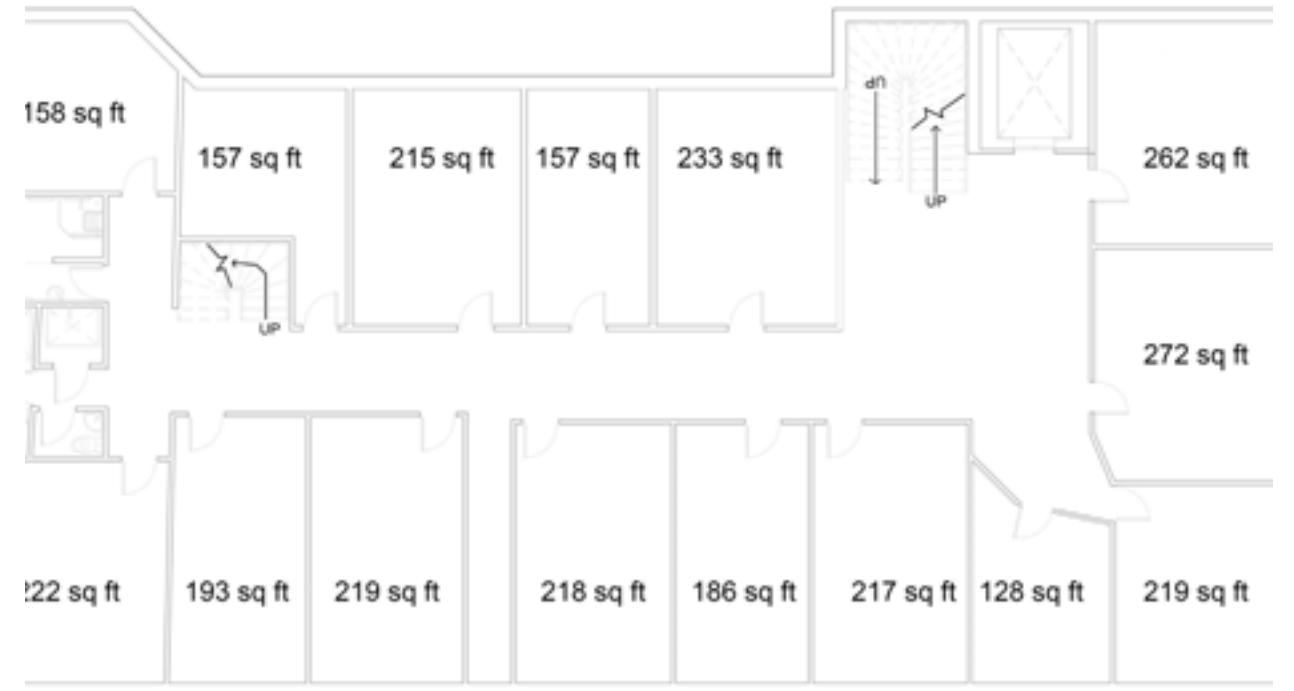 158 sq ft
157 sq ft
215 sq ft
157 sq ft
233 sq ft
UP
UP
262 sq ft
UP
272 sq ft
222 sq ft
193 sq ft
219 sq ft
218 sq ft
186 sq ft
217 sq ft
128 sq ft
219 sq ft